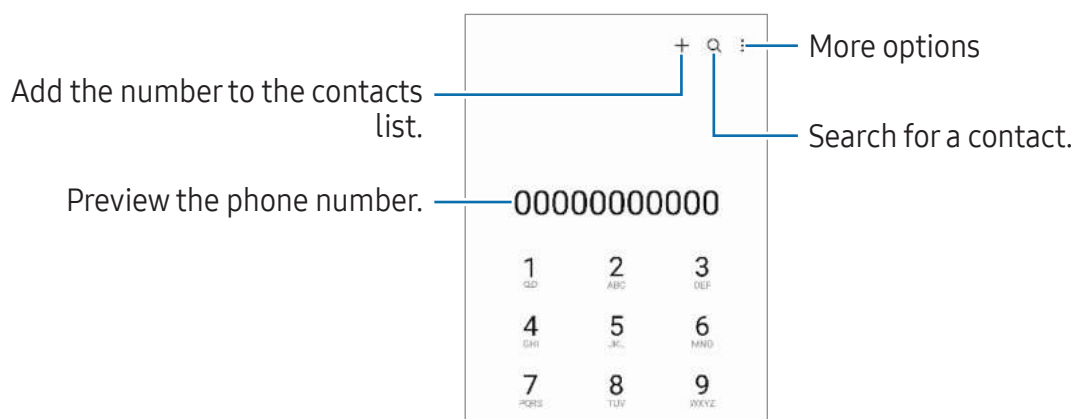 More options
Add the number to the contacts
list.
Search for a contact.
Preview the phone number.
00000000000
1 2 3
ABC DEF
4 5 6
GHI JKL MNO
7 8 9
PQRS TUV WXYZ